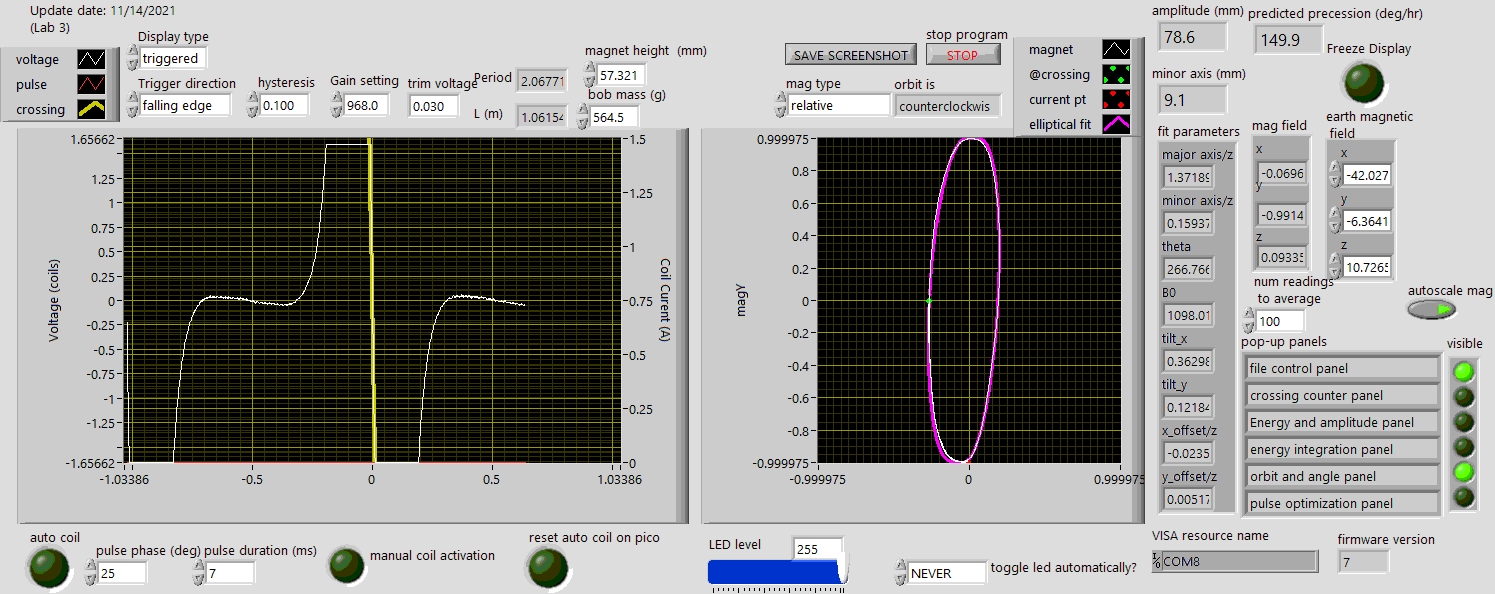 Update date: 11/14/2021
(Lab 3)
voltage
pulse
crossing
Display type
triggered
Trigger direction
falling edge
hysteresis
0.100
Gain setting
968.0
trim voltage
0.030
Period
2.06771
L (m)
1.06154
magnet height (mm)
57.321
bob mass (g)
564.5
stop program
SAVE SCREENSHOT
STOP
mag type
relative
orbit is
counterclockwis
magnet
@crossing
current pt
elliptical fit
amplitude (mm)
78.6
predicted precession (deg/hr)
149.9
minor axis (mm)
9.1
Freeze Display
fit parameters
major axis/z
1.37189
minor axis/z
0.15937
theta
266.766
B0
1098.01
tilt_x
0.36298
tilt_y
0.12184
x_offset/z
-0.0235
y_offset/z
0.00517
mag field
x
-0.0696
y
-0.9914
z
0.0933
earth magnetic
field
x
-42.027
y
-6.3641
z
10.726
num readings
to average
100
autoscale mag
pop-up panels
visible
file control panel
crossing counter panel
Energy and amplitude panel
energy integration panel
orbit and angle panel
pulse optimization panel
Voltage (coils)
1.65662
1.25
1
0.75
0.5
0.25
0
-0.25
-0.5
-0.75
-1
-1.25
-1.65662
-1.03386
-0.5
0
0.5
1.03386
1.5
1.25
1
0.75
0.5
0.25
0
Coil Current (A)
magy
0.999975
0.8
0.6
0.4
0.2
0
-0.2
-0.4
-0.6
-0.8
-0.999975
-0.999975
0
0.999975
auto coil
pulse phase (deg)
25
pulse duration (ms)
7
manual coil activation
reset auto coil on pico
LED level
255
NEVER
toggle led automatically?
VISA resource name
COM8
firmware version
7